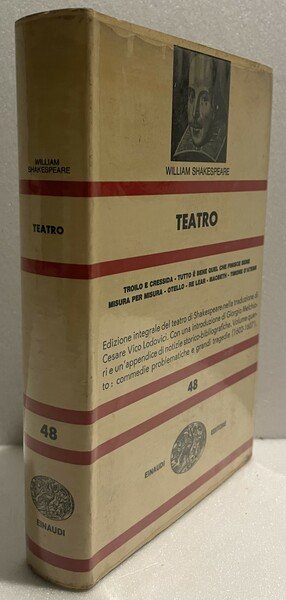 WILLIAM
SHAKESPEARE
TEATRO
48
EINAUDI
WILLIAM SHAKESPEARE
TEATRO
TROILO E CRESSIDA - TUTTO È BENE QUEL CHE FINISCE BENE
MISURA PER MISURA - OTELLO - RE LEAR - MACBETH - TIMONE D'ATENE
Edizione integrale del teatro di Shakespeare nella traduzione di
Cesare Vico Lodovici. Con una introduzione di Giorgio Melchio-
ri e un'appendice di notizie storico-bibliografiche. Volume quar-
to: commedie problematiche e grandi tragedie (1602-1607).
48
EINAUDI
EDITORE